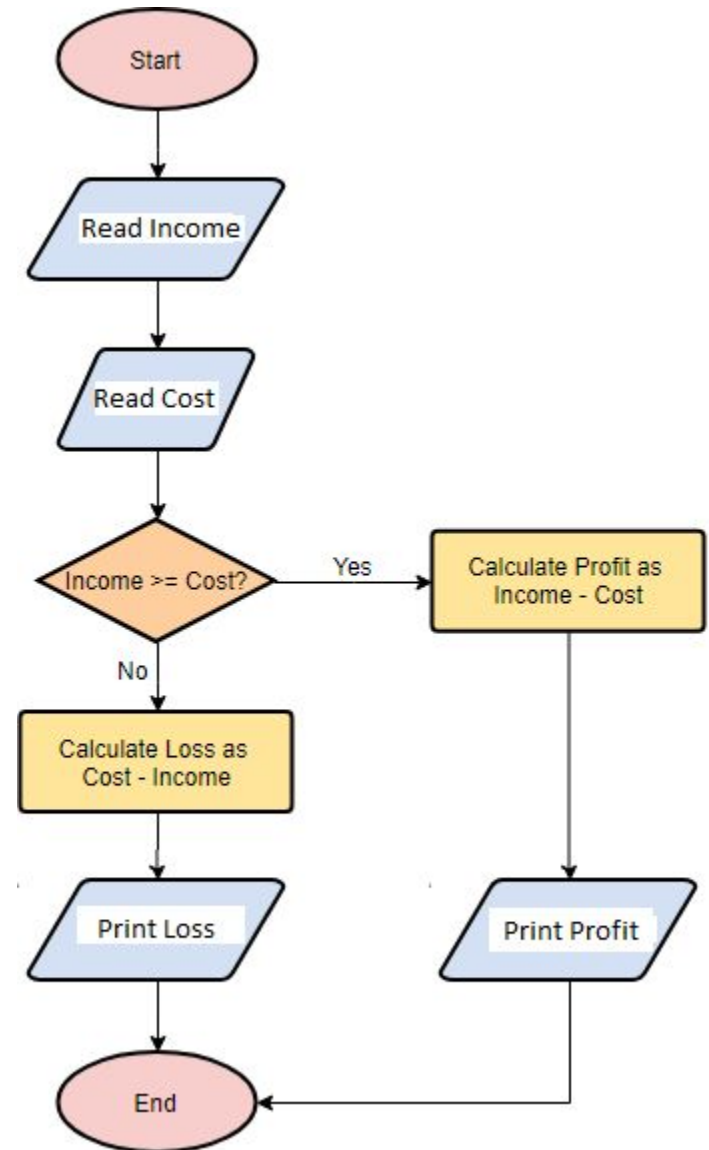 Start
Read Income
Read Cost
Income >= Cost?
Yes
Calculate Profit as
Income - Cost
No
Calculate Loss as
Cost - Income
Print Loss
Print Profit
End